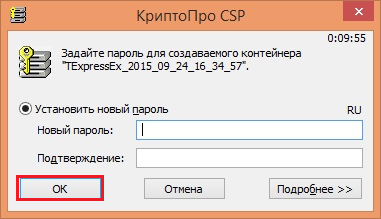 КриптоПро CSP
0:09:55
Задайте пароль для создаваемого контейнера
"TExpressEx_2015_09_24_16_34_57".
Установить новый пароль
RU
Новый пароль:
Подтверждение:
OK
Отмена
Подробнее >>